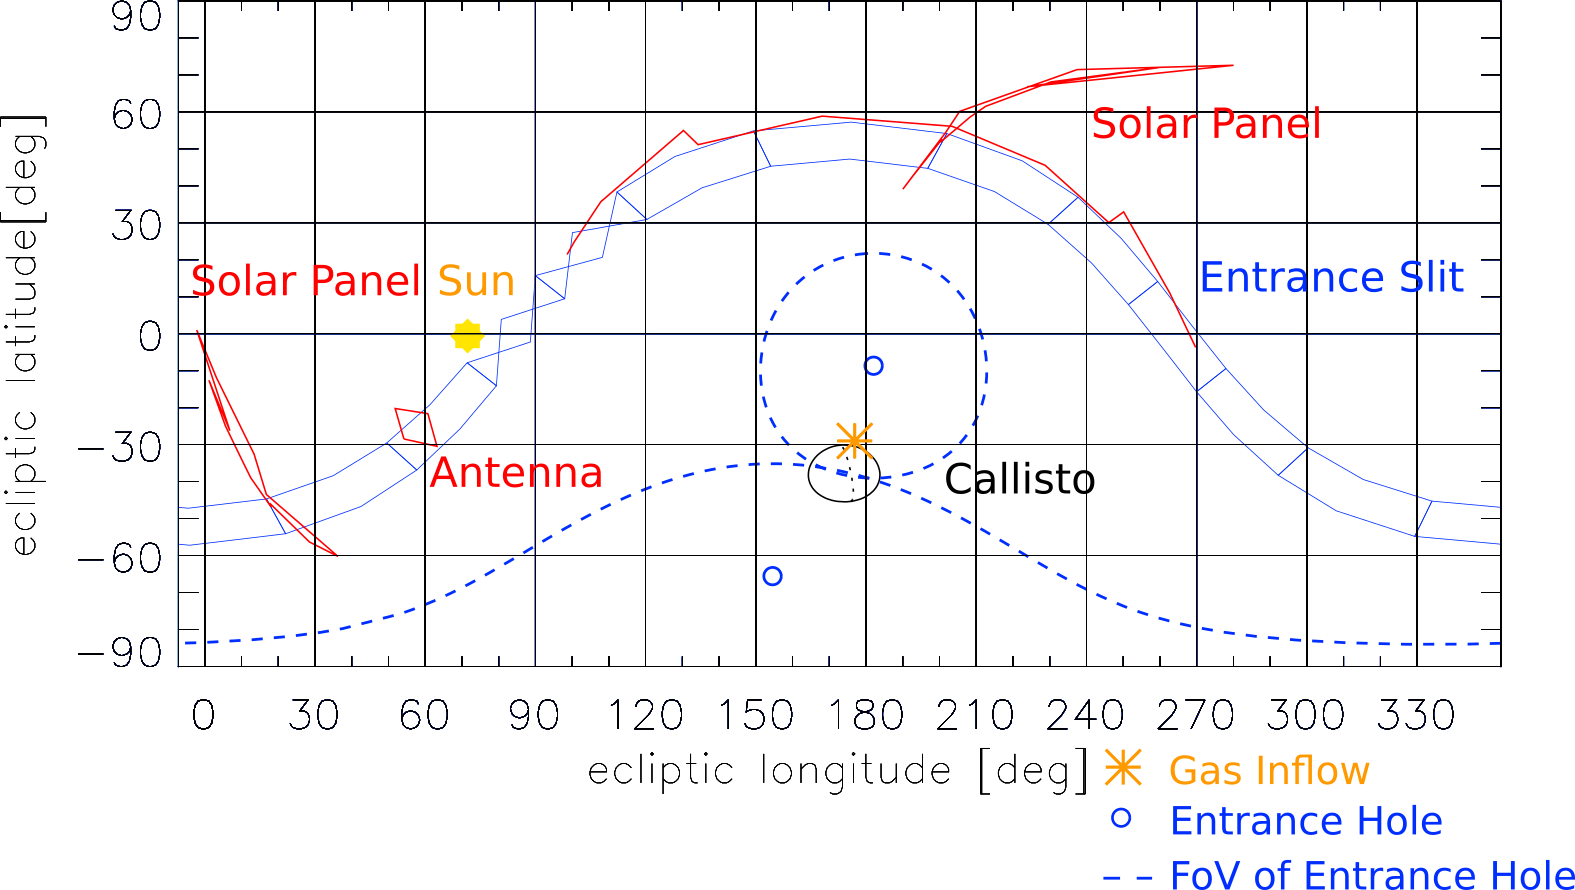 90
60
30
0
−30
−60
−90
ecliptic latitude[deg]
Solar Panel
Solar Panel
Sun
Entrance Slit
Antenna
Callisto
0 30 60 90 120 150 180 210 240 270 300 330
ecliptic longitude [deg]
Gas Inflow
Entrance Hole
FoV of Entrance Hole